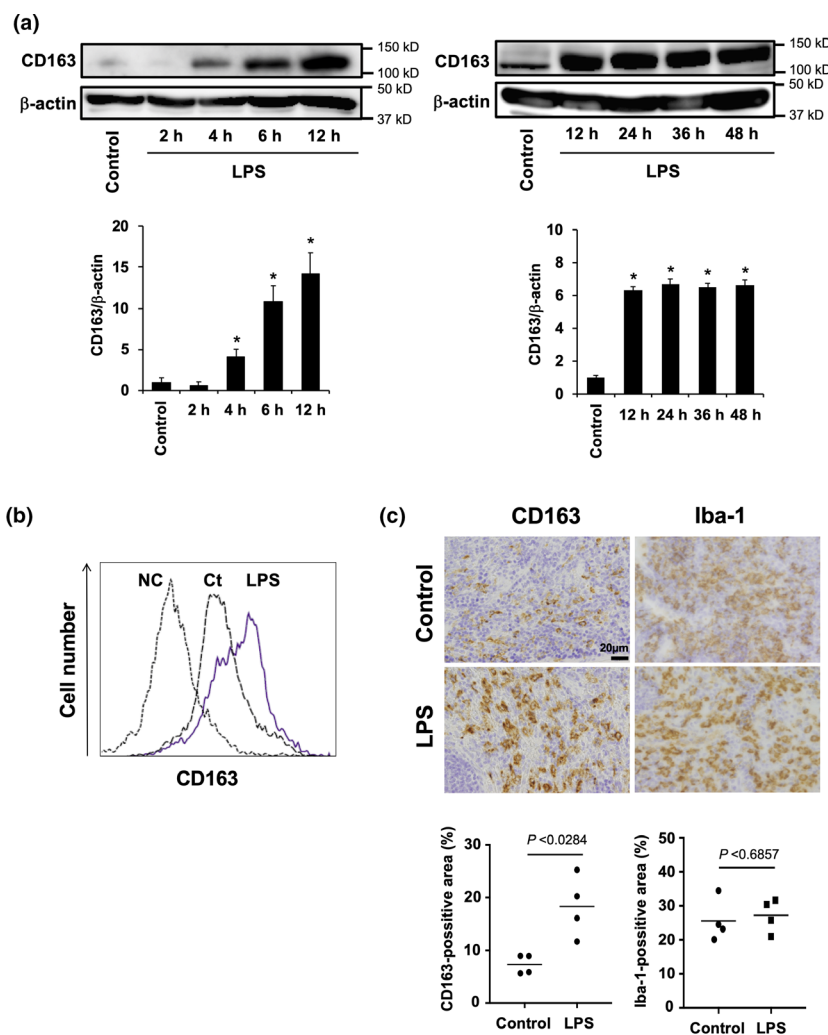 (a)
CD163
150 kD
100 kD
β-actin
50 kD
37 kD
Control
2 h 4 h 6 h 12 h
LPS
CD163
150 kD
100 kD
β-actin
50 kD
37 kD
Control
12 h 24 h 36 h 48 h
LPS
CD163/β-actin
20
15
10
5
0
* * *
Control 2 h 4 h 6 h 12 h
CD163/β-actin
10
8
6
4
2
0
* * * *
Control 12 h 24 h 36 h 48 h
(b)
NC Ct LPS
Cell number
CD163
(c)
CD163 Iba-1
Control
20μm
LPS
CD163-possitive area (%)
30
20
10
0
P <0.0284
Control LPS
Iba-1-possitive area (%)
50
40
30
20
10
0
P <0.6857
Control LPS